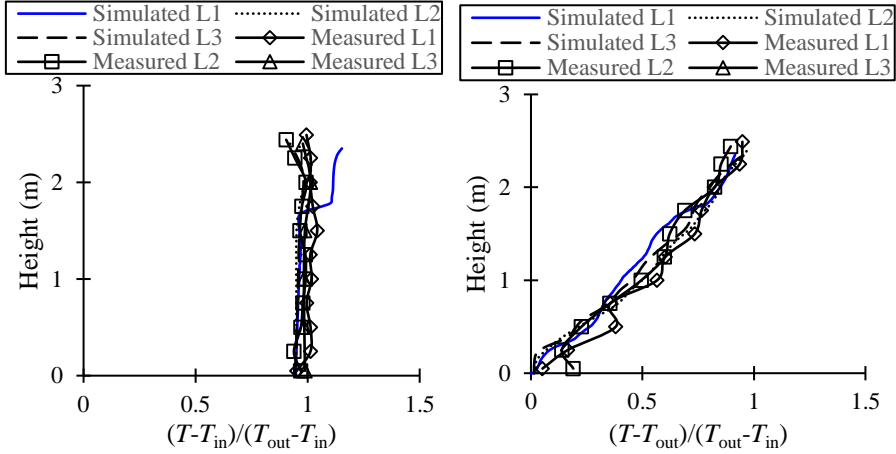 Simulated L1 Simulated L2
Simulated L3 Measured L1
Measured L2 Measured L3
3
2
1
0
0 0.5 1 1.5
Height (m)
(T-Tin)/(Tout-Tin)
Simulated L1 Simulated L2
Simulated L3 Measured L1
Measured L2 Measured L3
3
2
1
0
0 0.5 1 1.5
Height (m)
(T-Tout)/(Tout-Tin)